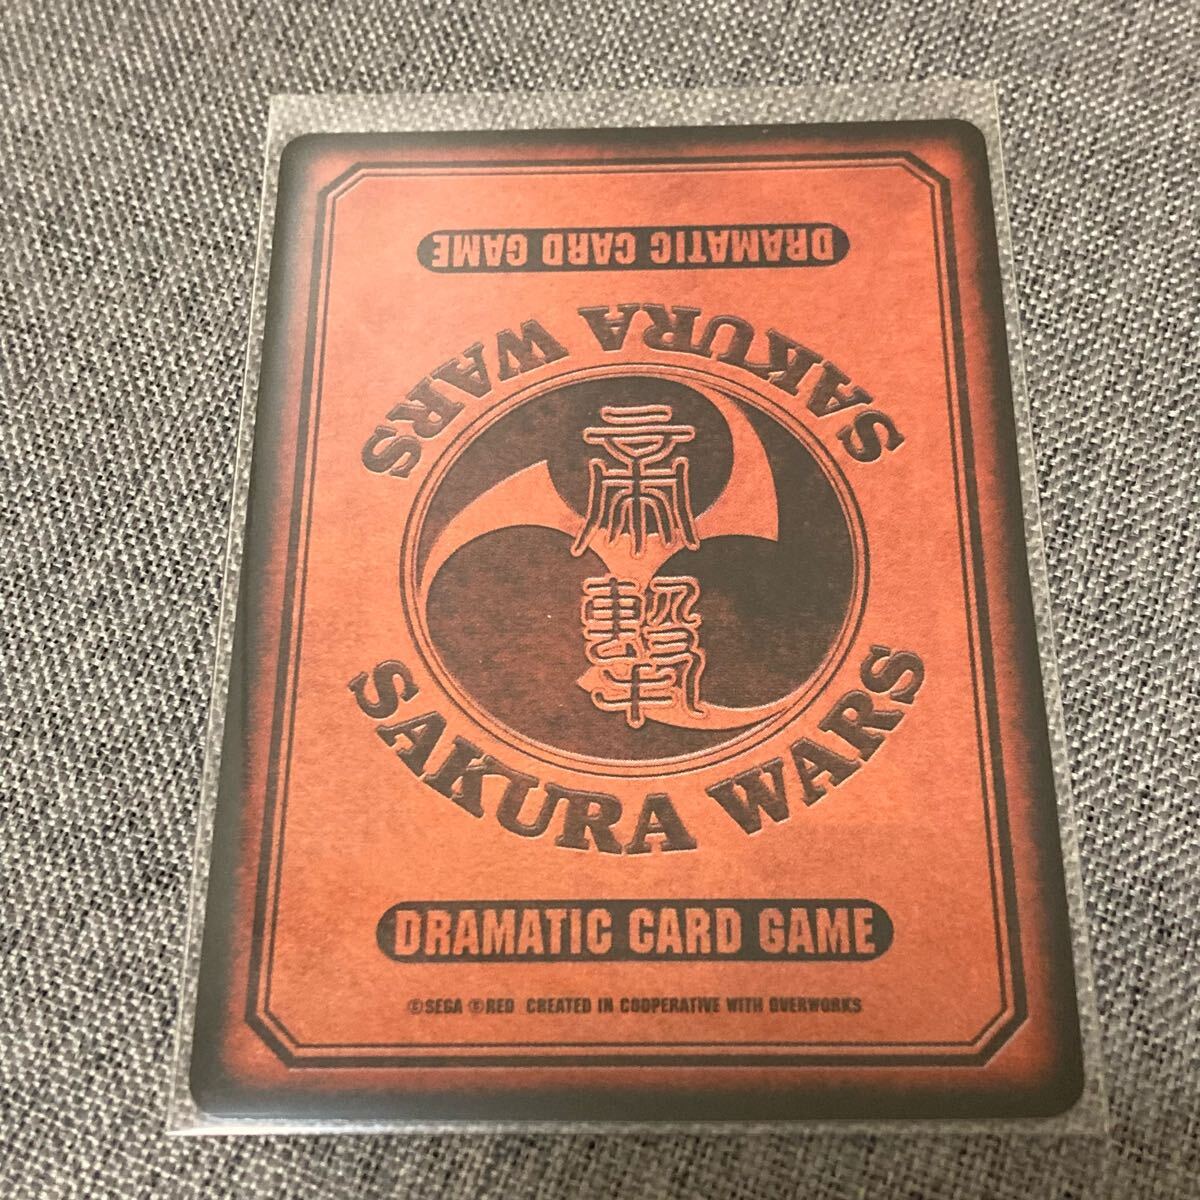 DRAMATIC CARD GAME
SAKURA WARS
帝
撃
SAKURA WARS
DRAMATIC CARD GAME
©SEGA ©RED CREATED IN COOPERATIVE WITH OVERWORKS